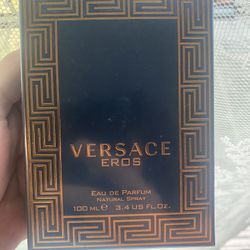 VERSACE
EROS
EAU DE PARFUM
NATURAL SPRAY
100 ML ℮ 3.4 US FL.OZ.